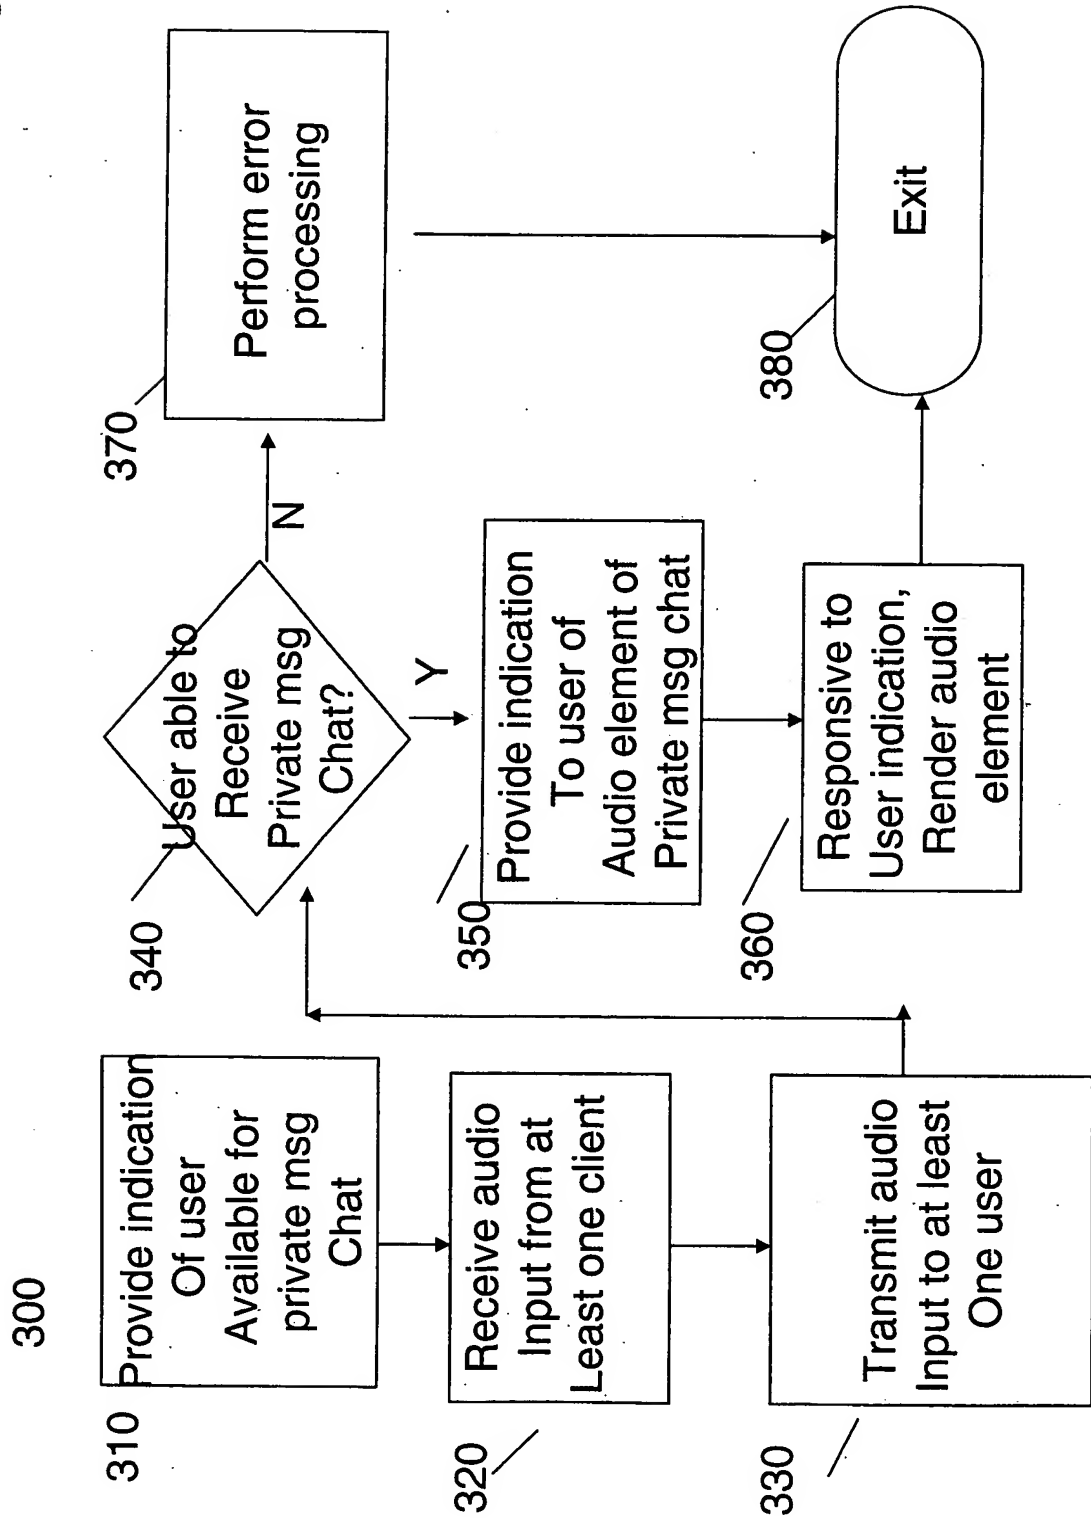 300
310
Provide indication
Of user
Available for
private msg
Chat
320
Receive audio
Input from at
Least one client
330
Transmit audio
Input to at least
One user
340
User able to
Receive
Private msg
Chat?
N
Y
350
Provide indication
To user of
Audio element of
Private msg chat
360
Responsive to
User indication,
Render audio
element
370
Perform error
processing
380
Exit